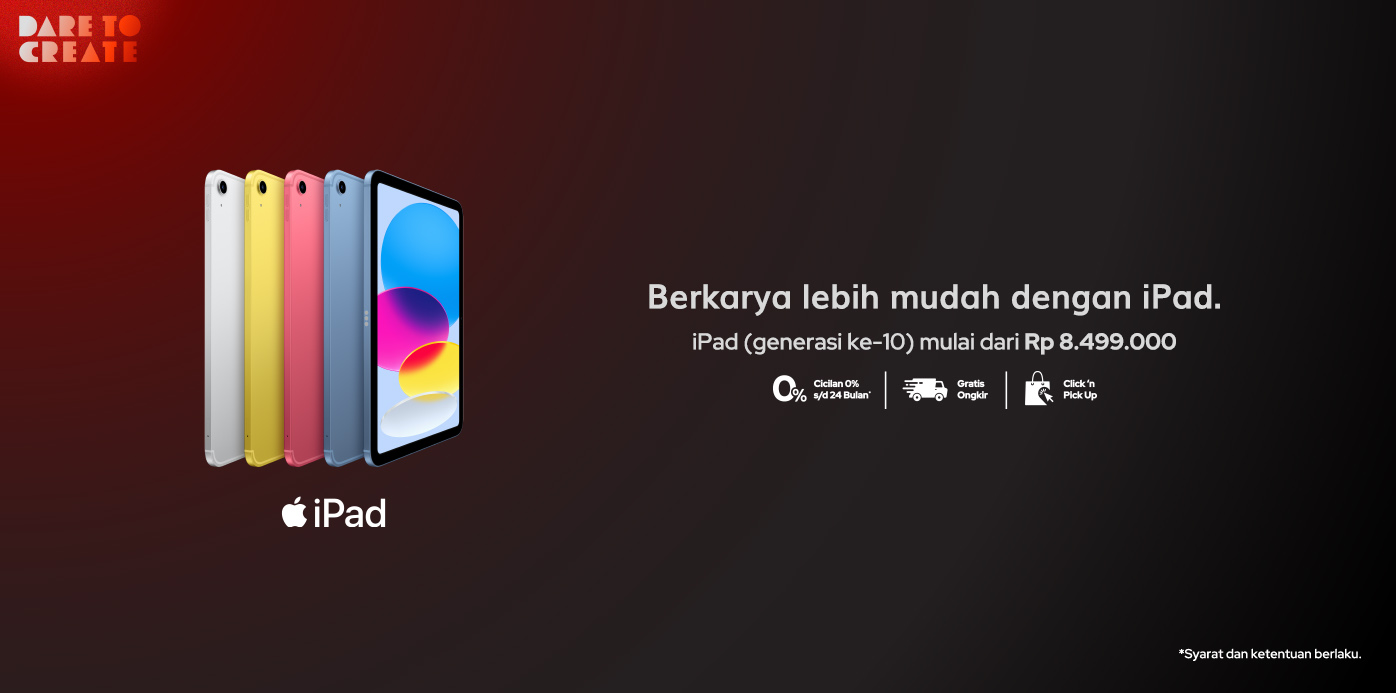 DARE TO
CREATE
Berkarya lebih mudah dengan iPad.
iPad (generasi ke-10) mulai dari Rp 8.499.000
0%
Cicilan 0%
s/d 24 Bulan*
Gratis
Ongkir
Click 'n
Pick Up
iPad
*Syarat dan ketentuan berlaku.